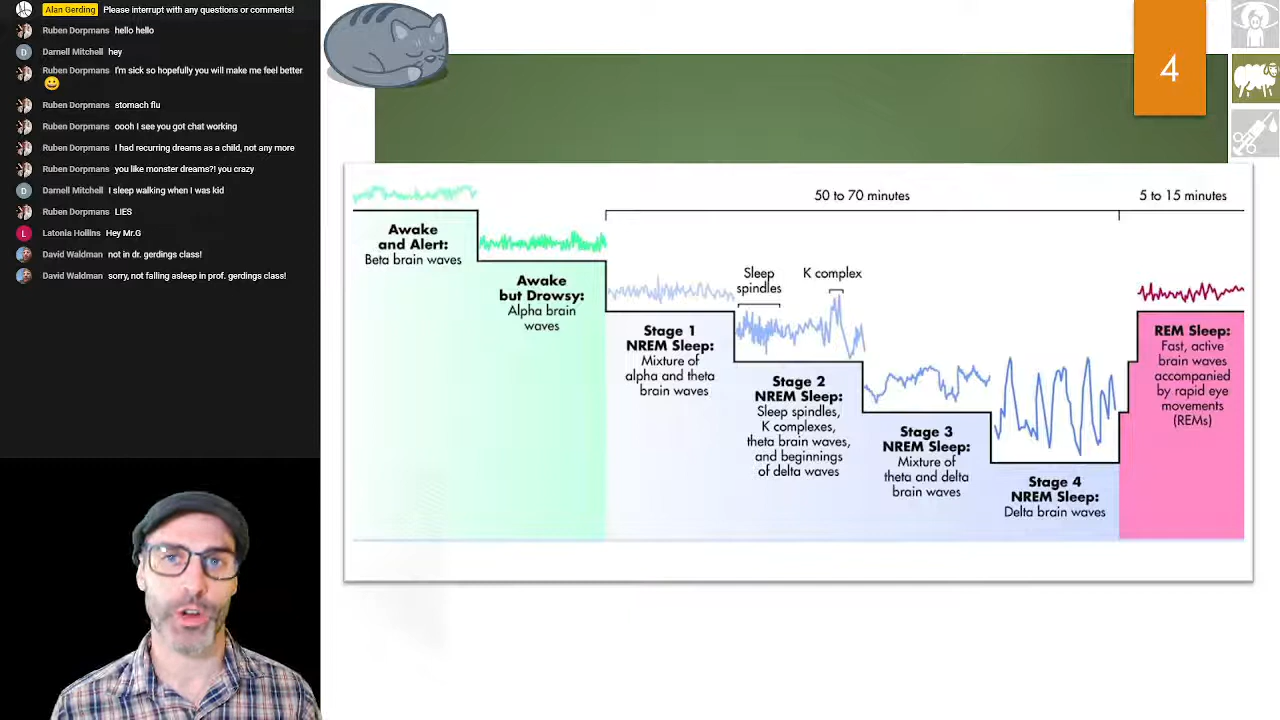 Alan Gerding Please interrupt with any questions or comments!
Ruben Dorpmans hello hello
D Darnell Mitchell hey
Ruben Dorpmans I'm sick so hopefully you will make me feel better
😀
Ruben Dorpmans stomach flu
Ruben Dorpmans oooh I see you got chat working
Ruben Dorpmans I had recurring dreams as a child, not any more
Ruben Dorpmans you like monster dreams?! you crazy
D Darnell Mitchell I sleep walking when I was kid
Ruben Dorpmans LIES
L Latonia Hollins Hey Mr.G
David Waldman not in dr. gerdings class!
David Waldman sorry, not falling asleep in prof. gerdings class!
4
50 to 70 minutes
5 to 15 minutes
Awake
and Alert:
Beta brain waves
Awake
but Drowsy:
Alpha brain
waves
Stage 1
NREM Sleep:
Mixture of
alpha and theta
brain waves
Sleep
spindles
K complex
Stage 2
NREM Sleep:
Sleep spindles,
K complexes,
theta brain waves,
and beginnings
of delta waves
Stage 3
NREM Sleep:
Mixture of
theta and delta
brain waves
Stage 4
NREM Sleep:
Delta brain waves
REM Sleep:
Fast, active
brain waves
accompanied
by rapid eye
movements
(REMs)